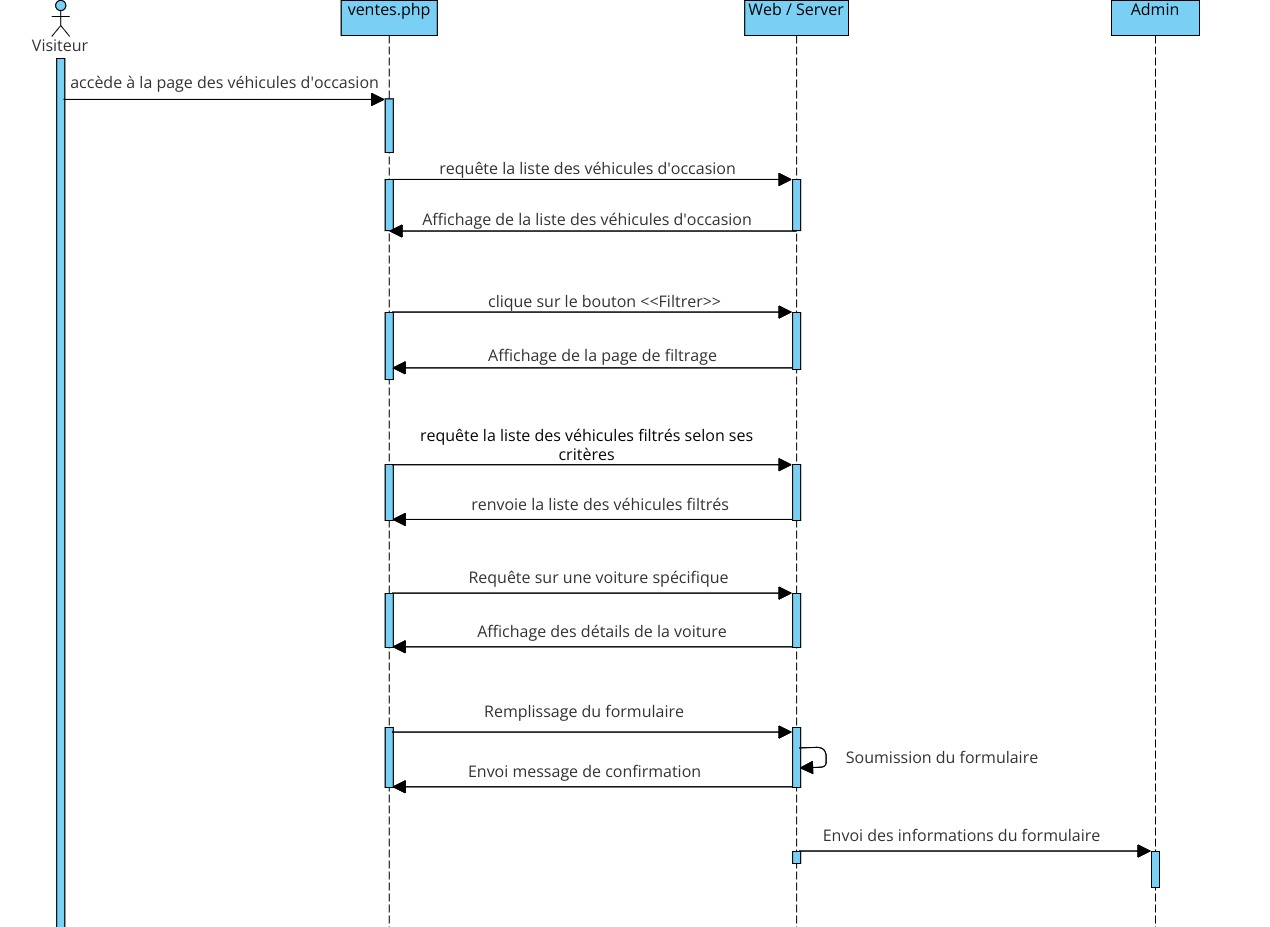 Visiteur
ventes.php
Web / Server
Admin
accède à la page des véhicules d'occasion
requête la liste des véhicules d'occasion
Affichage de la liste des véhicules d'occasion
clique sur le bouton <<Filtrer>>
Affichage de la page de filtrage
requête la liste des véhicules filtrés selon ses
critères
renvoie la liste des véhicules filtrés
Requête sur une voiture spécifique
Affichage des détails de la voiture
Remplissage du formulaire
Soumission du formulaire
Envoi message de confirmation
Envoi des informations du formulaire